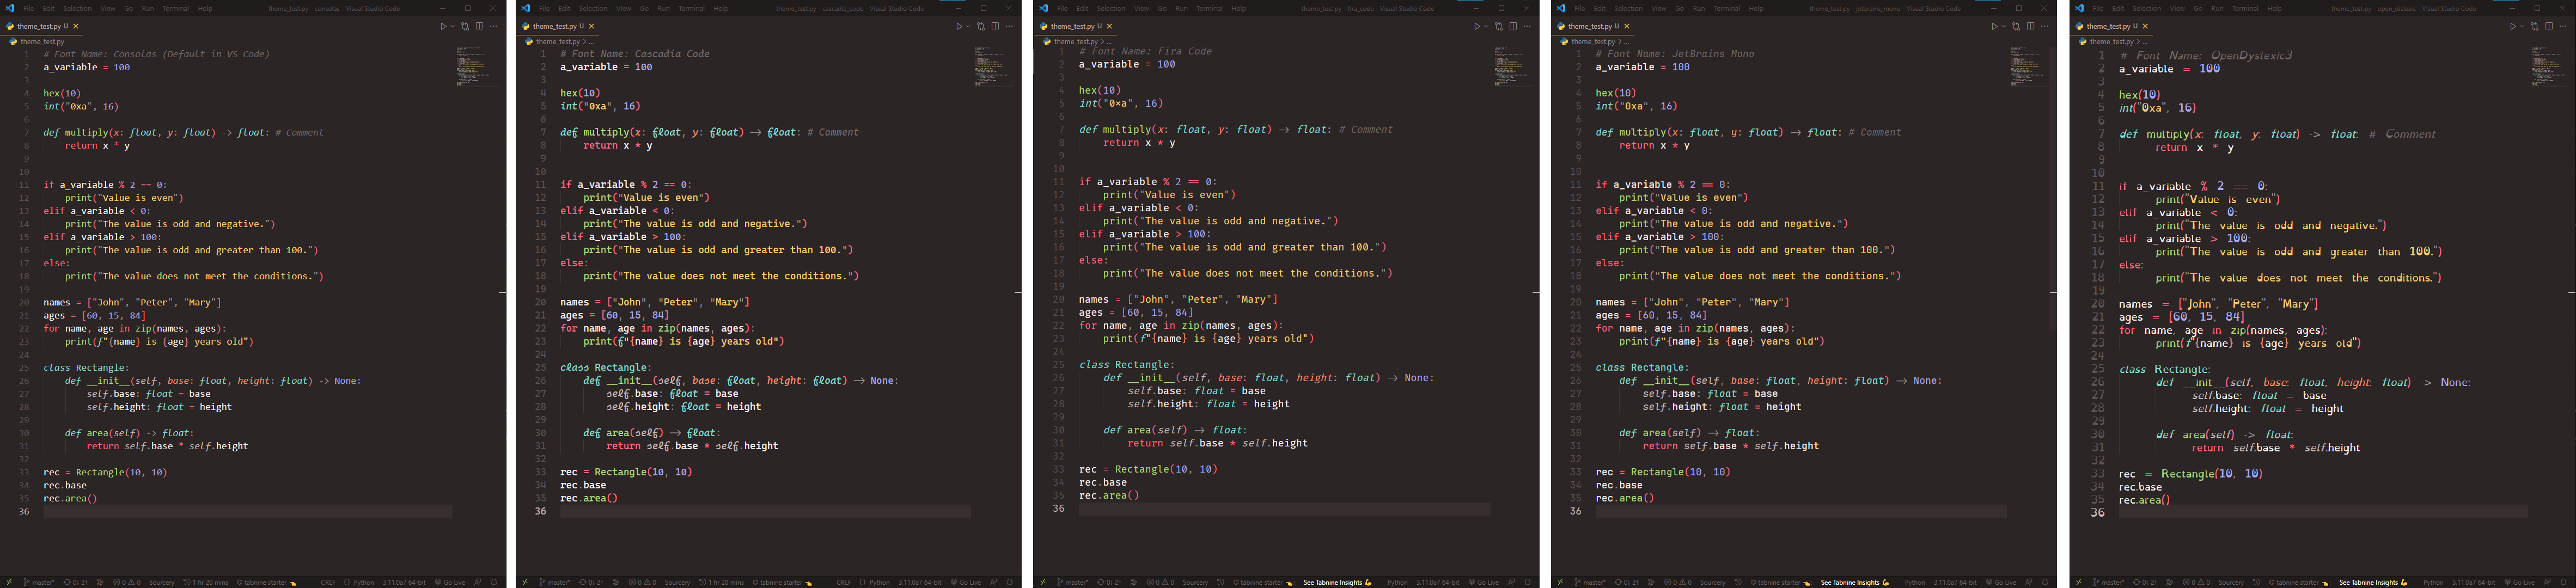 File Edit Selection View Go Run Terminal Help theme_test.py - consolas - Visual Studio Code
theme_test.py U
theme_test.py
1 # Font Name: Consolas (Default in VS Code)
2 a_variable = 100
3
4 hex(10)
5 int("0xa", 16)
6
7 def multiply(x: float, y: float) -> float: # Comment
8 return x * y
9
10
11 if a_variable % 2 == 0:
12 print("Value is even")
13 elif a_variable < 0:
14 print("The value is odd and negative.")
15 elif a_variable > 100:
16 print("The value is odd and greater than 100.")
17 else:
18 print("The value does not meet the conditions.")
19
20 names = ["John", "Peter", "Mary"]
21 ages = [60, 15, 84]
22 for name, age in zip(names, ages):
23 print(f"{name} is {age} years old")
24
25 class Rectangle:
26 def __init__(self, base: float, height: float) -> None:
27 self.base: float = base
28 self.height: float = height
29
30 def area(self) -> float:
31 return self.base * self.height
32
33 rec = Rectangle(10, 10)
34 rec.base
35 rec.area()
36
master* 0↓ 2↑ 0 0 Sourcery 1 hr 20 mins tabnine starter CRLF Python 3.11.0a7 64-bit Go Live
File Edit Selection View Go Run Terminal Help theme_test.py - cascadia_code - Visual Studio Code
theme_test.py U
theme_test.py > ...
1 # Font Name: Cascadia Code
2 a_variable = 100
3
4 hex(10)
5 int("0xa", 16)
6
7 def multiply(x: float, y: float) -> float: # Comment
8 return x * y
9
10
11 if a_variable % 2 == 0:
12 print("Value is even")
13 elif a_variable < 0:
14 print("The value is odd and negative.")
15 elif a_variable > 100:
16 print("The value is odd and greater than 100.")
17 else:
18 print("The value does not meet the conditions.")
19
20 names = ["John", "Peter", "Mary"]
21 ages = [60, 15, 84]
22 for name, age in zip(names, ages):
23 print(f"{name} is {age} years old")
24
25 class Rectangle:
26 def __init__(self, base: float, height: float) -> None:
27 self.base: float = base
28 self.height: float = height
29
30 def area(self) -> float:
31 return self.base * self.height
32
33 rec = Rectangle(10, 10)
34 rec.base
35 rec.area()
36
master* 0↓ 2↑ 0 0 Sourcery 1 hr 20 mins tabnine starter CRLF Python 3.11.0a7 64-bit Go Live
File Edit Selection View Go Run Terminal Help theme_test.py - fira_code - Visual Studio Code
theme_test.py U
theme_test.py > ...
1 # Font Name: Fira Code
2 a_variable = 100
3
4 hex(10)
5 int("0xa", 16)
6
7 def multiply(x: float, y: float) -> float: # Comment
8 return x * y
9
10
11 if a_variable % 2 == 0:
12 print("Value is even")
13 elif a_variable < 0:
14 print("The value is odd and negative.")
15 elif a_variable > 100:
16 print("The value is odd and greater than 100.")
17 else:
18 print("The value does not meet the conditions.")
19
20 names = ["John", "Peter", "Mary"]
21 ages = [60, 15, 84]
22 for name, age in zip(names, ages):
23 print(f"{name} is {age} years old")
24
25 class Rectangle:
26 def __init__(self, base: float, height: float) -> None:
27 self.base: float = base
28 self.height: float = height
29
30 def area(self) -> float:
31 return self.base * self.height
32
33 rec = Rectangle(10, 10)
34 rec.base
35 rec.area()
36
master* 0↓ 2↑ 0 0 Sourcery tabnine starter See Tabnine Insights Python 3.11.0a7 64-bit Go Live
File Edit Selection View Go Run Terminal Help theme_test.py - jetbrains_mono - Visual Studio Code
theme_test.py U
theme_test.py > ...
1 # Font Name: JetBrains Mono
2 a_variable = 100
3
4 hex(10)
5 int("0xa", 16)
6
7 def multiply(x: float, y: float) -> float: # Comment
8 return x * y
9
10
11 if a_variable % 2 == 0:
12 print("Value is even")
13 elif a_variable < 0:
14 print("The value is odd and negative.")
15 elif a_variable > 100:
16 print("The value is odd and greater than 100.")
17 else:
18 print("The value does not meet the conditions.")
19
20 names = ["John", "Peter", "Mary"]
21 ages = [60, 15, 84]
22 for name, age in zip(names, ages):
23 print(f"{name} is {age} years old")
24
25 class Rectangle:
26 def __init__(self, base: float, height: float) -> None:
27 self.base: float = base
28 self.height: float = height
29
30 def area(self) -> float:
31 return self.base * self.height
32
33 rec = Rectangle(10, 10)
34 rec.base
35 rec.area()
36
master* 0↓ 2↑ 0 0 Sourcery tabnine starter See Tabnine Insights Python 3.11.0a7 64-bit Go Live
File Edit Selection View Go Run Terminal Help theme_test.py - open_dislexic - Visual Studio Code
theme_test.py U
theme_test.py > ...
1 # Font Name: OpenDyslexic3
2 a_variable = 100
3
4 hex(10)
5 int("0xa", 16)
6
7 def multiply(x: float, y: float) -> float: # Comment
8 return x * y
9
10
11 if a_variable % 2 == 0:
12 print("Value is even")
13 elif a_variable < 0:
14 print("The value is odd and negative.")
15 elif a_variable > 100:
16 print("The value is odd and greater than 100.")
17 else:
18 print("The value does not meet the conditions.")
19
20 names = ["John", "Peter", "Mary"]
21 ages = [60, 15, 84]
22 for name, age in zip(names, ages):
23 print(f"{name} is {age} years old")
24
25 class Rectangle:
26 def __init__(self, base: float, height: float) -> None:
27 self.base: float = base
28 self.height: float = height
29
30 def area(self) -> float:
31 return self.base * self.height
32
33 rec = Rectangle(10, 10)
34 rec.base
35 rec.area()
36
master* 0↓ 2↑ 0 0 Sourcery tabnine starter See Tabnine Insights Python 3.11.0a7 64-bit Go Live